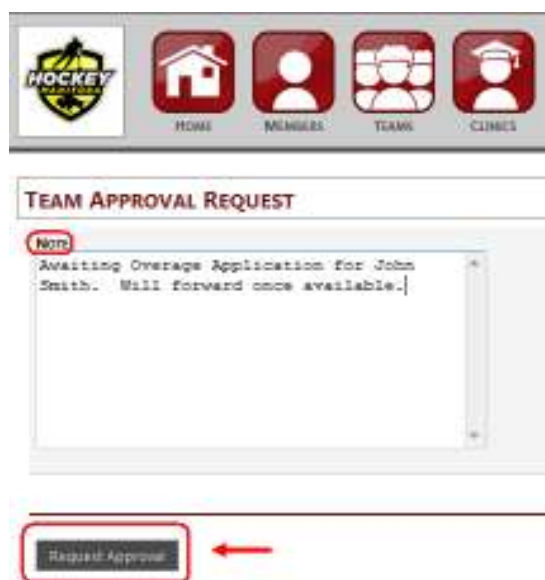 HOCKEY
MANITOBA
HOME MEMBERS TEAMS CLINICS
TEAM APPROVAL REQUEST
NOTE
Awaiting Overage Application for John
Smith. Will forward once available.
Request Approval